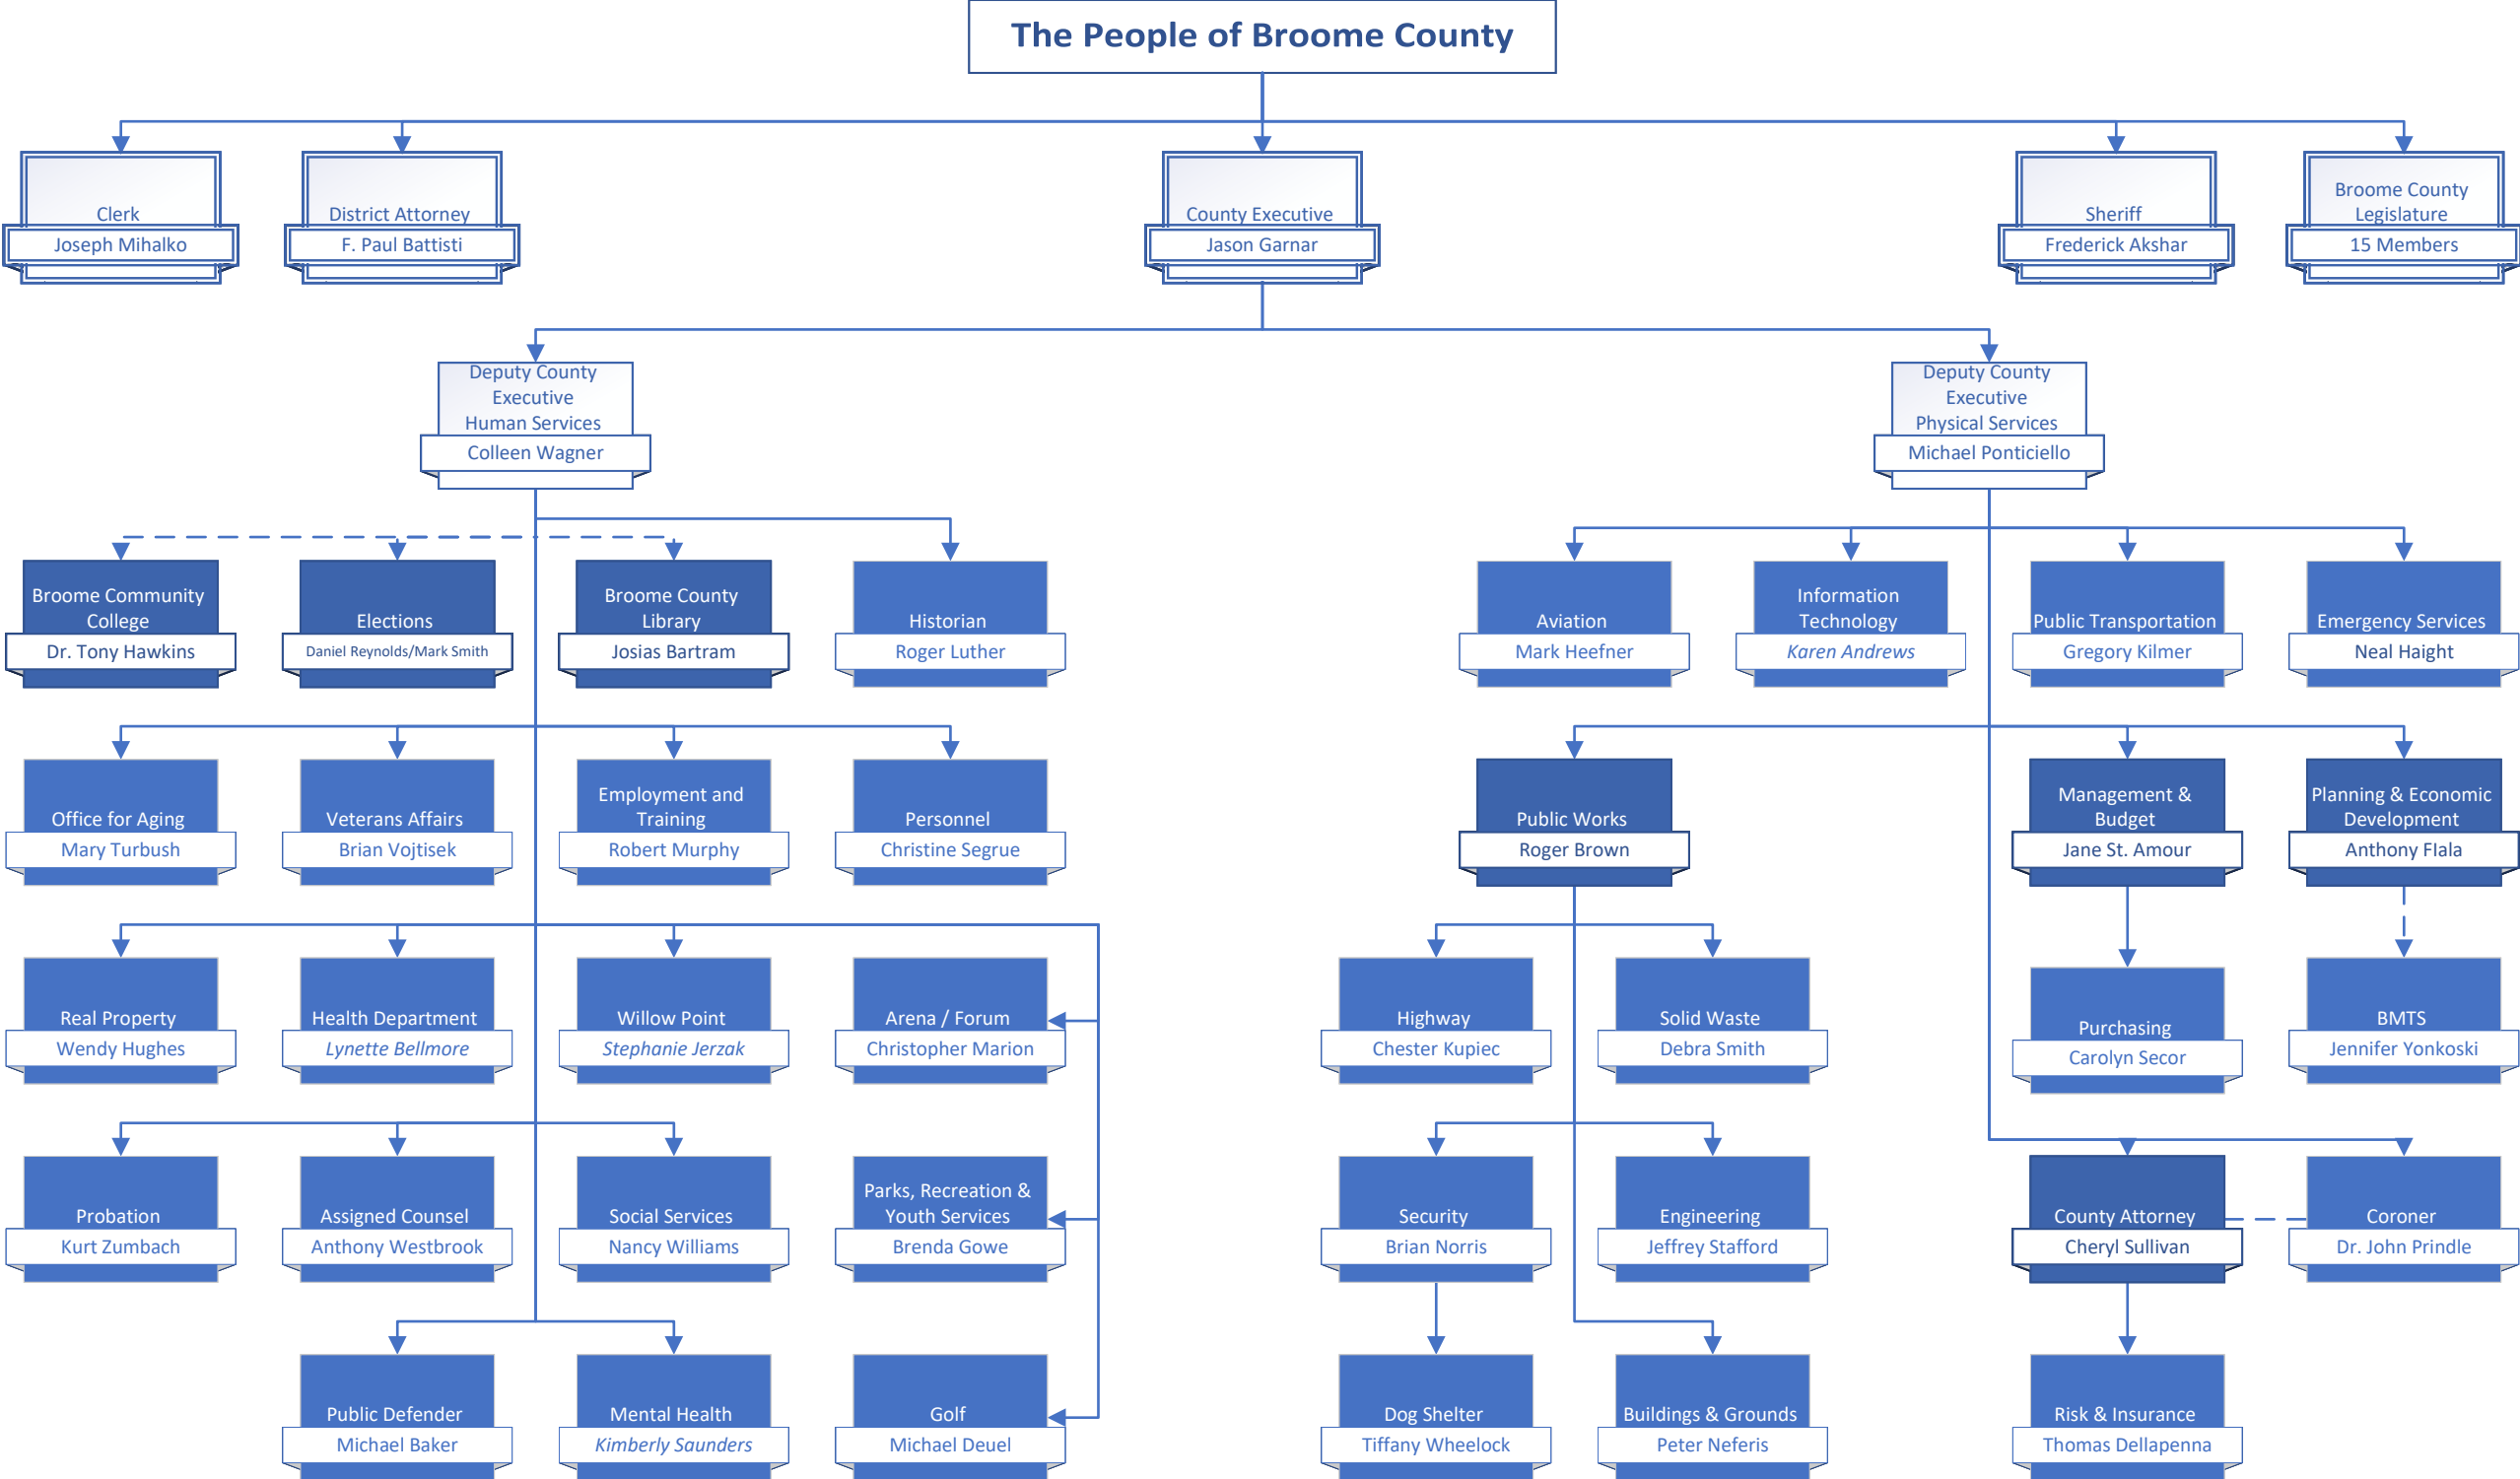 The People of Broome County
Clerk
Joseph Mihalko
District Attorney
F. Paul Battisti
County Executive
Jason Garnar
Sheriff
Frederick Akshar
Broome County
Legislature
15 Members
Deputy County
Executive
Human Services
Colleen Wagner
Deputy County
Executive
Physical Services
Michael Ponticiello
Broome Community
College
Dr. Tony Hawkins
Elections
Daniel Reynolds/Mark Smith
Broome County
Library
Josias Bartram
Historian
Roger Luther
Aviation
Mark Heefner
Information
Technology
Karen Andrews
Public Transportation
Gregory Kilmer
Emergency Services
Neal Haight
Office for Aging
Mary Turbush
Veterans Affairs
Brian Vojtisek
Employment and
Training
Robert Murphy
Personnel
Christine Segrue
Public Works
Roger Brown
Management &
Budget
Jane St. Amour
Planning & Economic
Development
Anthony FIala
Real Property
Wendy Hughes
Health Department
Lynette Bellmore
Willow Point
Stephanie Jerzak
Arena / Forum
Christopher Marion
Highway
Chester Kupiec
Solid Waste
Debra Smith
Purchasing
Carolyn Secor
BMTS
Jennifer Yonkoski
Probation
Kurt Zumbach
Assigned Counsel
Anthony Westbrook
Social Services
Nancy Williams
Parks, Recreation &
Youth Services
Brenda Gowe
Security
Brian Norris
Engineering
Jeffrey Stafford
County Attorney
Cheryl Sullivan
Coroner
Dr. John Prindle
Public Defender
Michael Baker
Mental Health
Kimberly Saunders
Golf
Michael Deuel
Dog Shelter
Tiffany Wheelock
Buildings & Grounds
Peter Neferis
Risk & Insurance
Thomas Dellapenna